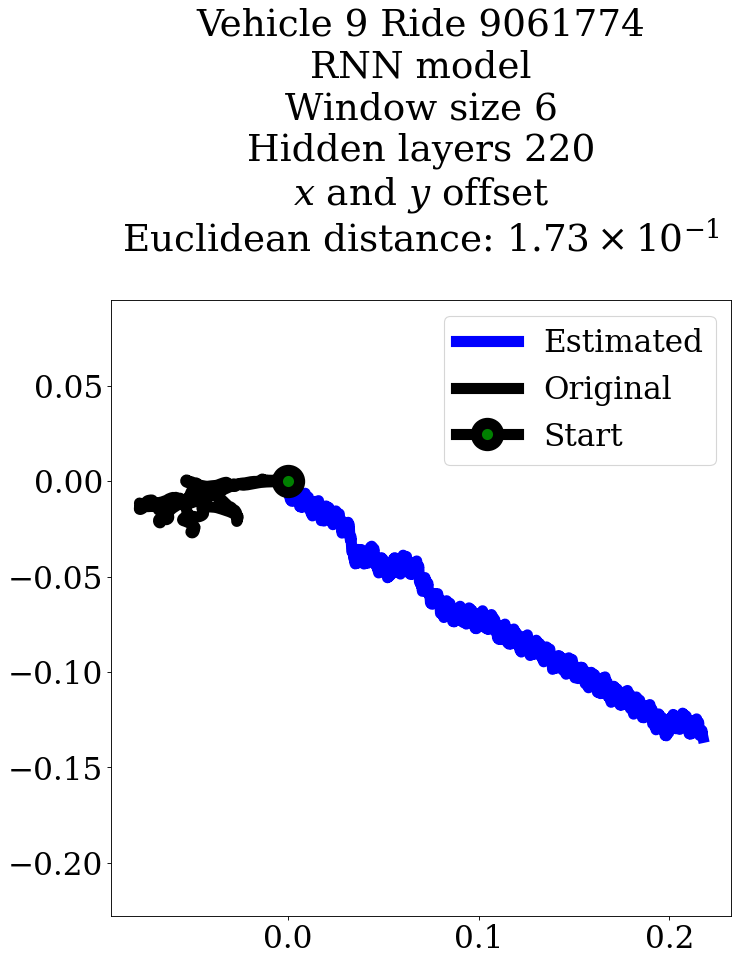 Vehicle 9 Ride 9061774
RNN model
Window size 6
Hidden layers 220
x and y offset
Euclidean distance: 1.73 × 10⁻¹
Estimated
Original
Start
0.05
0.00
−0.05
−0.10
−0.15
−0.20
0.0 0.1 0.2